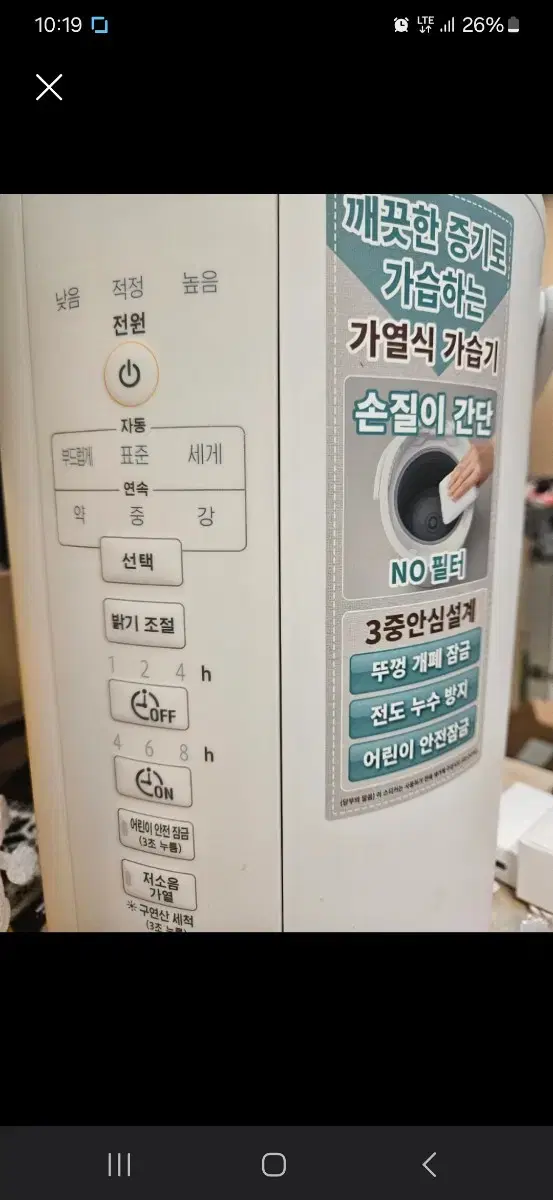 10:19
LTE
26%
낮음 적정 높음
전원
자동
부드럽게 표준 세게
연속
약 중 강
선택
밝기 조절
1 2 4 h
OFF
4 6 8 h
ON
어린이 안전 잠금
(3초 누름)
저소음
가열
구연산 세척
(3초 누름)
깨끗한 증기로
가습하는
가열식 가습기
손질이 간단
NO 필터
3중안심설계
뚜껑 개폐 잠금
전도 누수 방지
어린이 안전잠금